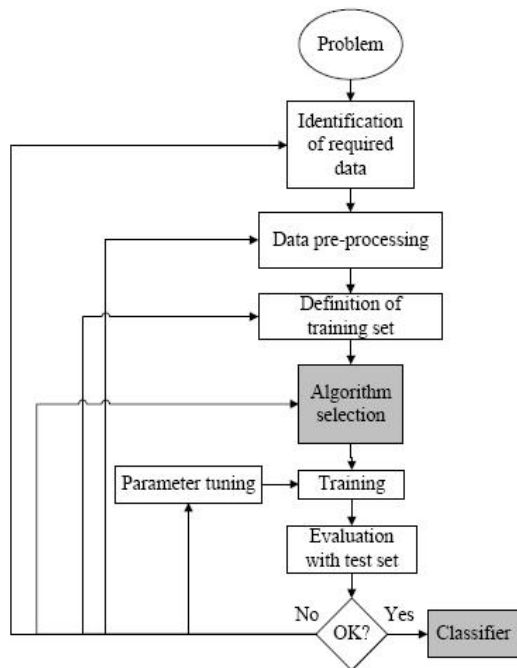 Problem
Identification
of required
data
Data pre-processing
Definition of
training set
Algorithm
selection
Parameter tuning
Training
Evaluation
with test set
No
OK?
Yes
Classifier